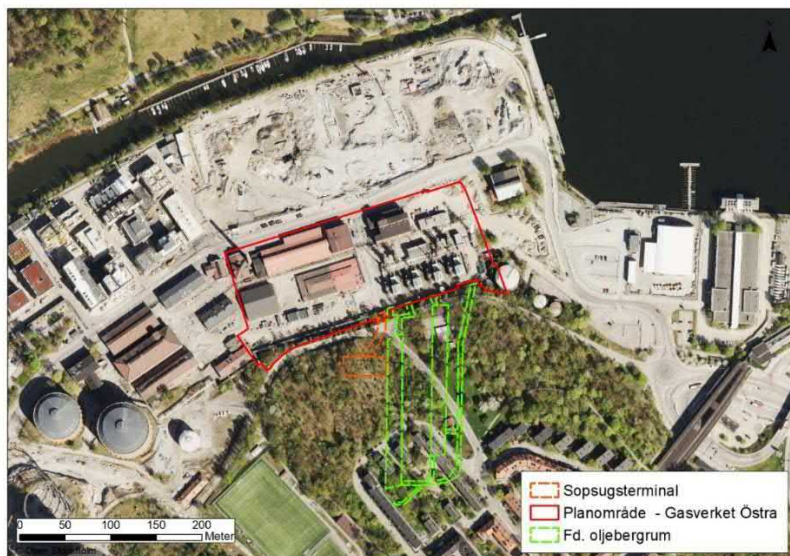 Sopsugsterminal
Planområde - Gasverket Östra
Fd. oljebergrum
0 50 100 150 200
Meter